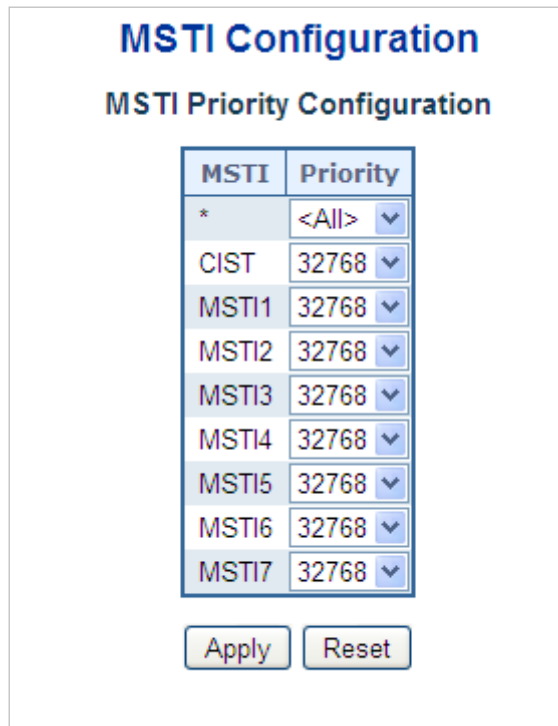 MSTI Configuration
MSTI Priority Configuration
MSTI Priority
* <All>
CIST 32768
MSTI1 32768
MSTI2 32768
MSTI3 32768
MSTI4 32768
MSTI5 32768
MSTI6 32768
MSTI7 32768
Apply Reset